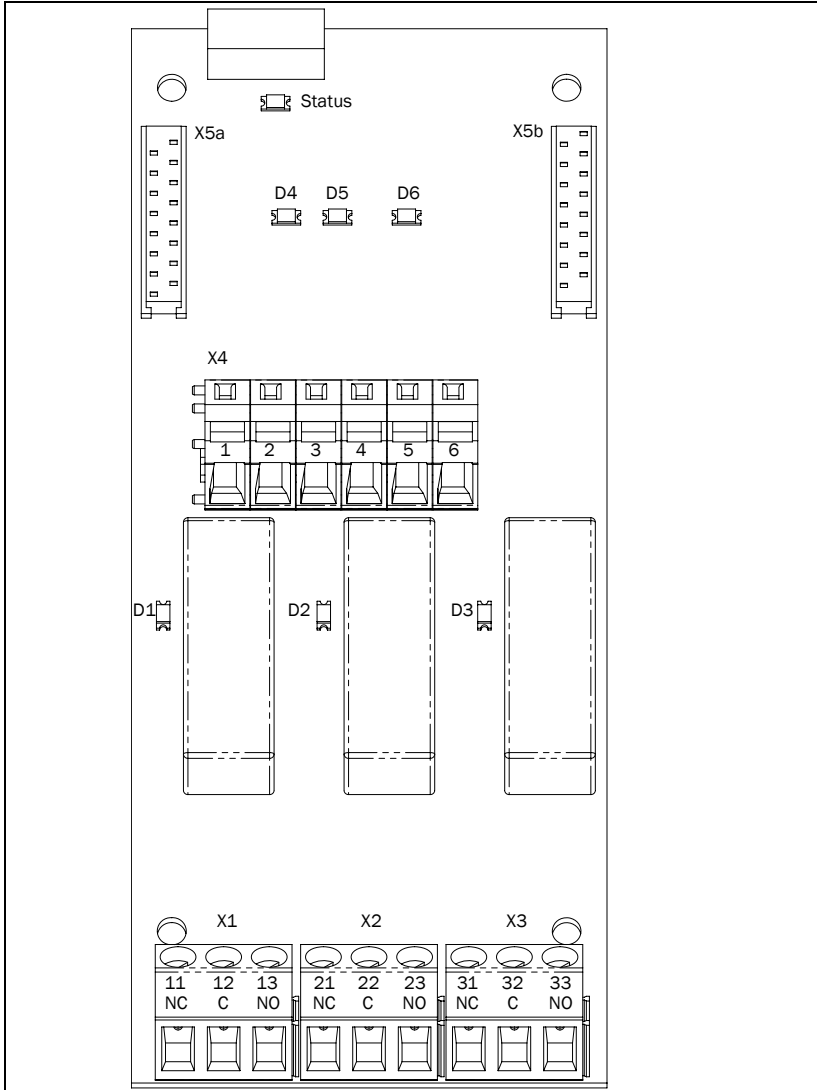 Status
X5a X5b
D4 D5 D6
X4
1 2 3 4 5 6
D1 D2 D3
X1 X2 X3
11 12 13 21 22 23 31 32 33
NC C NO NC C NO NC C NO